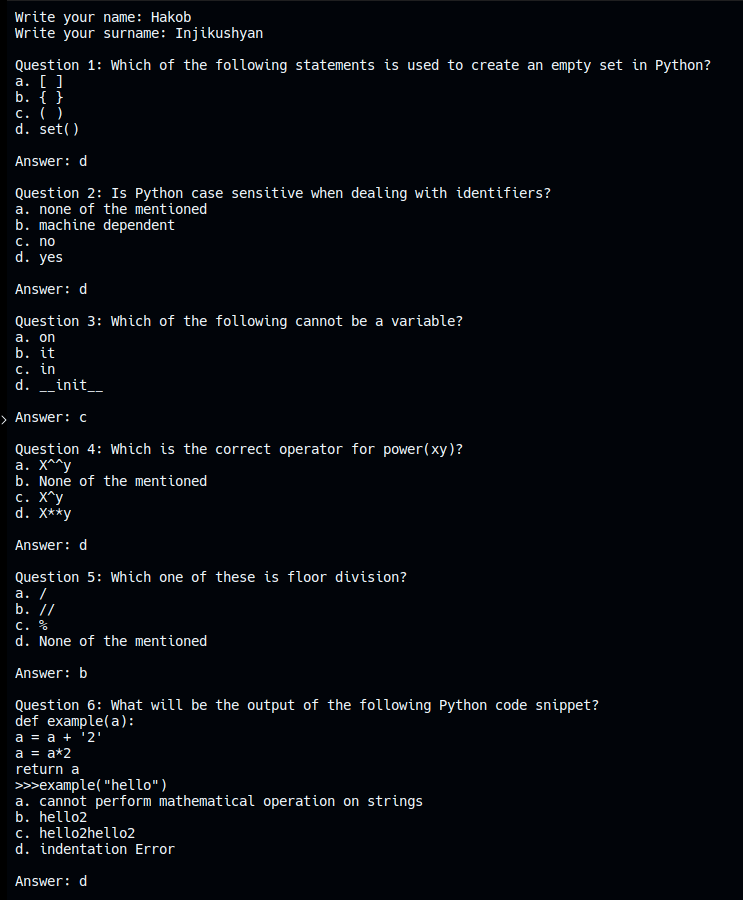 Write your name: Hakob
Write your surname: Injikushyan
Question 1: Which of the following statements is used to create an empty set in Python?
a. [ ]
b. { }
c. ( )
d. set()
Answer: d
Question 2: Is Python case sensitive when dealing with identifiers?
a. none of the mentioned
b. machine dependent
c. no
d. yes
Answer: d
Question 3: Which of the following cannot be a variable?
a. on
b. it
c. in
d. __init__
Answer: c
Question 4: Which is the correct operator for power(xy)?
a. X^^y
b. None of the mentioned
c. X^y
d. X**y
Answer: d
Question 5: Which one of these is floor division?
a. /
b. //
c. %
d. None of the mentioned
Answer: b
Question 6: What will be the output of the following Python code snippet?
def example(a):
a = a + '2'
a = a*2
return a
>>>example("hello")
a. cannot perform mathematical operation on strings
b. hello2
c. hello2hello2
d. indentation Error
Answer: d